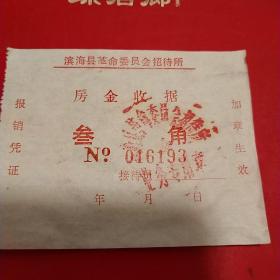 滨海县革命委员会招待所
房金收据
叁角
No 016193
接待组
年月日
报销凭证
加章生效